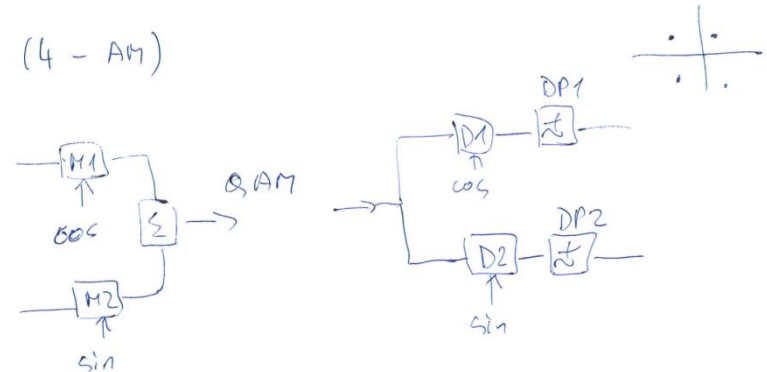 (4 - AM)
M1
cos
Σ
QAM
M2
sin
D1
cos
DP1
D2
sin
DP2